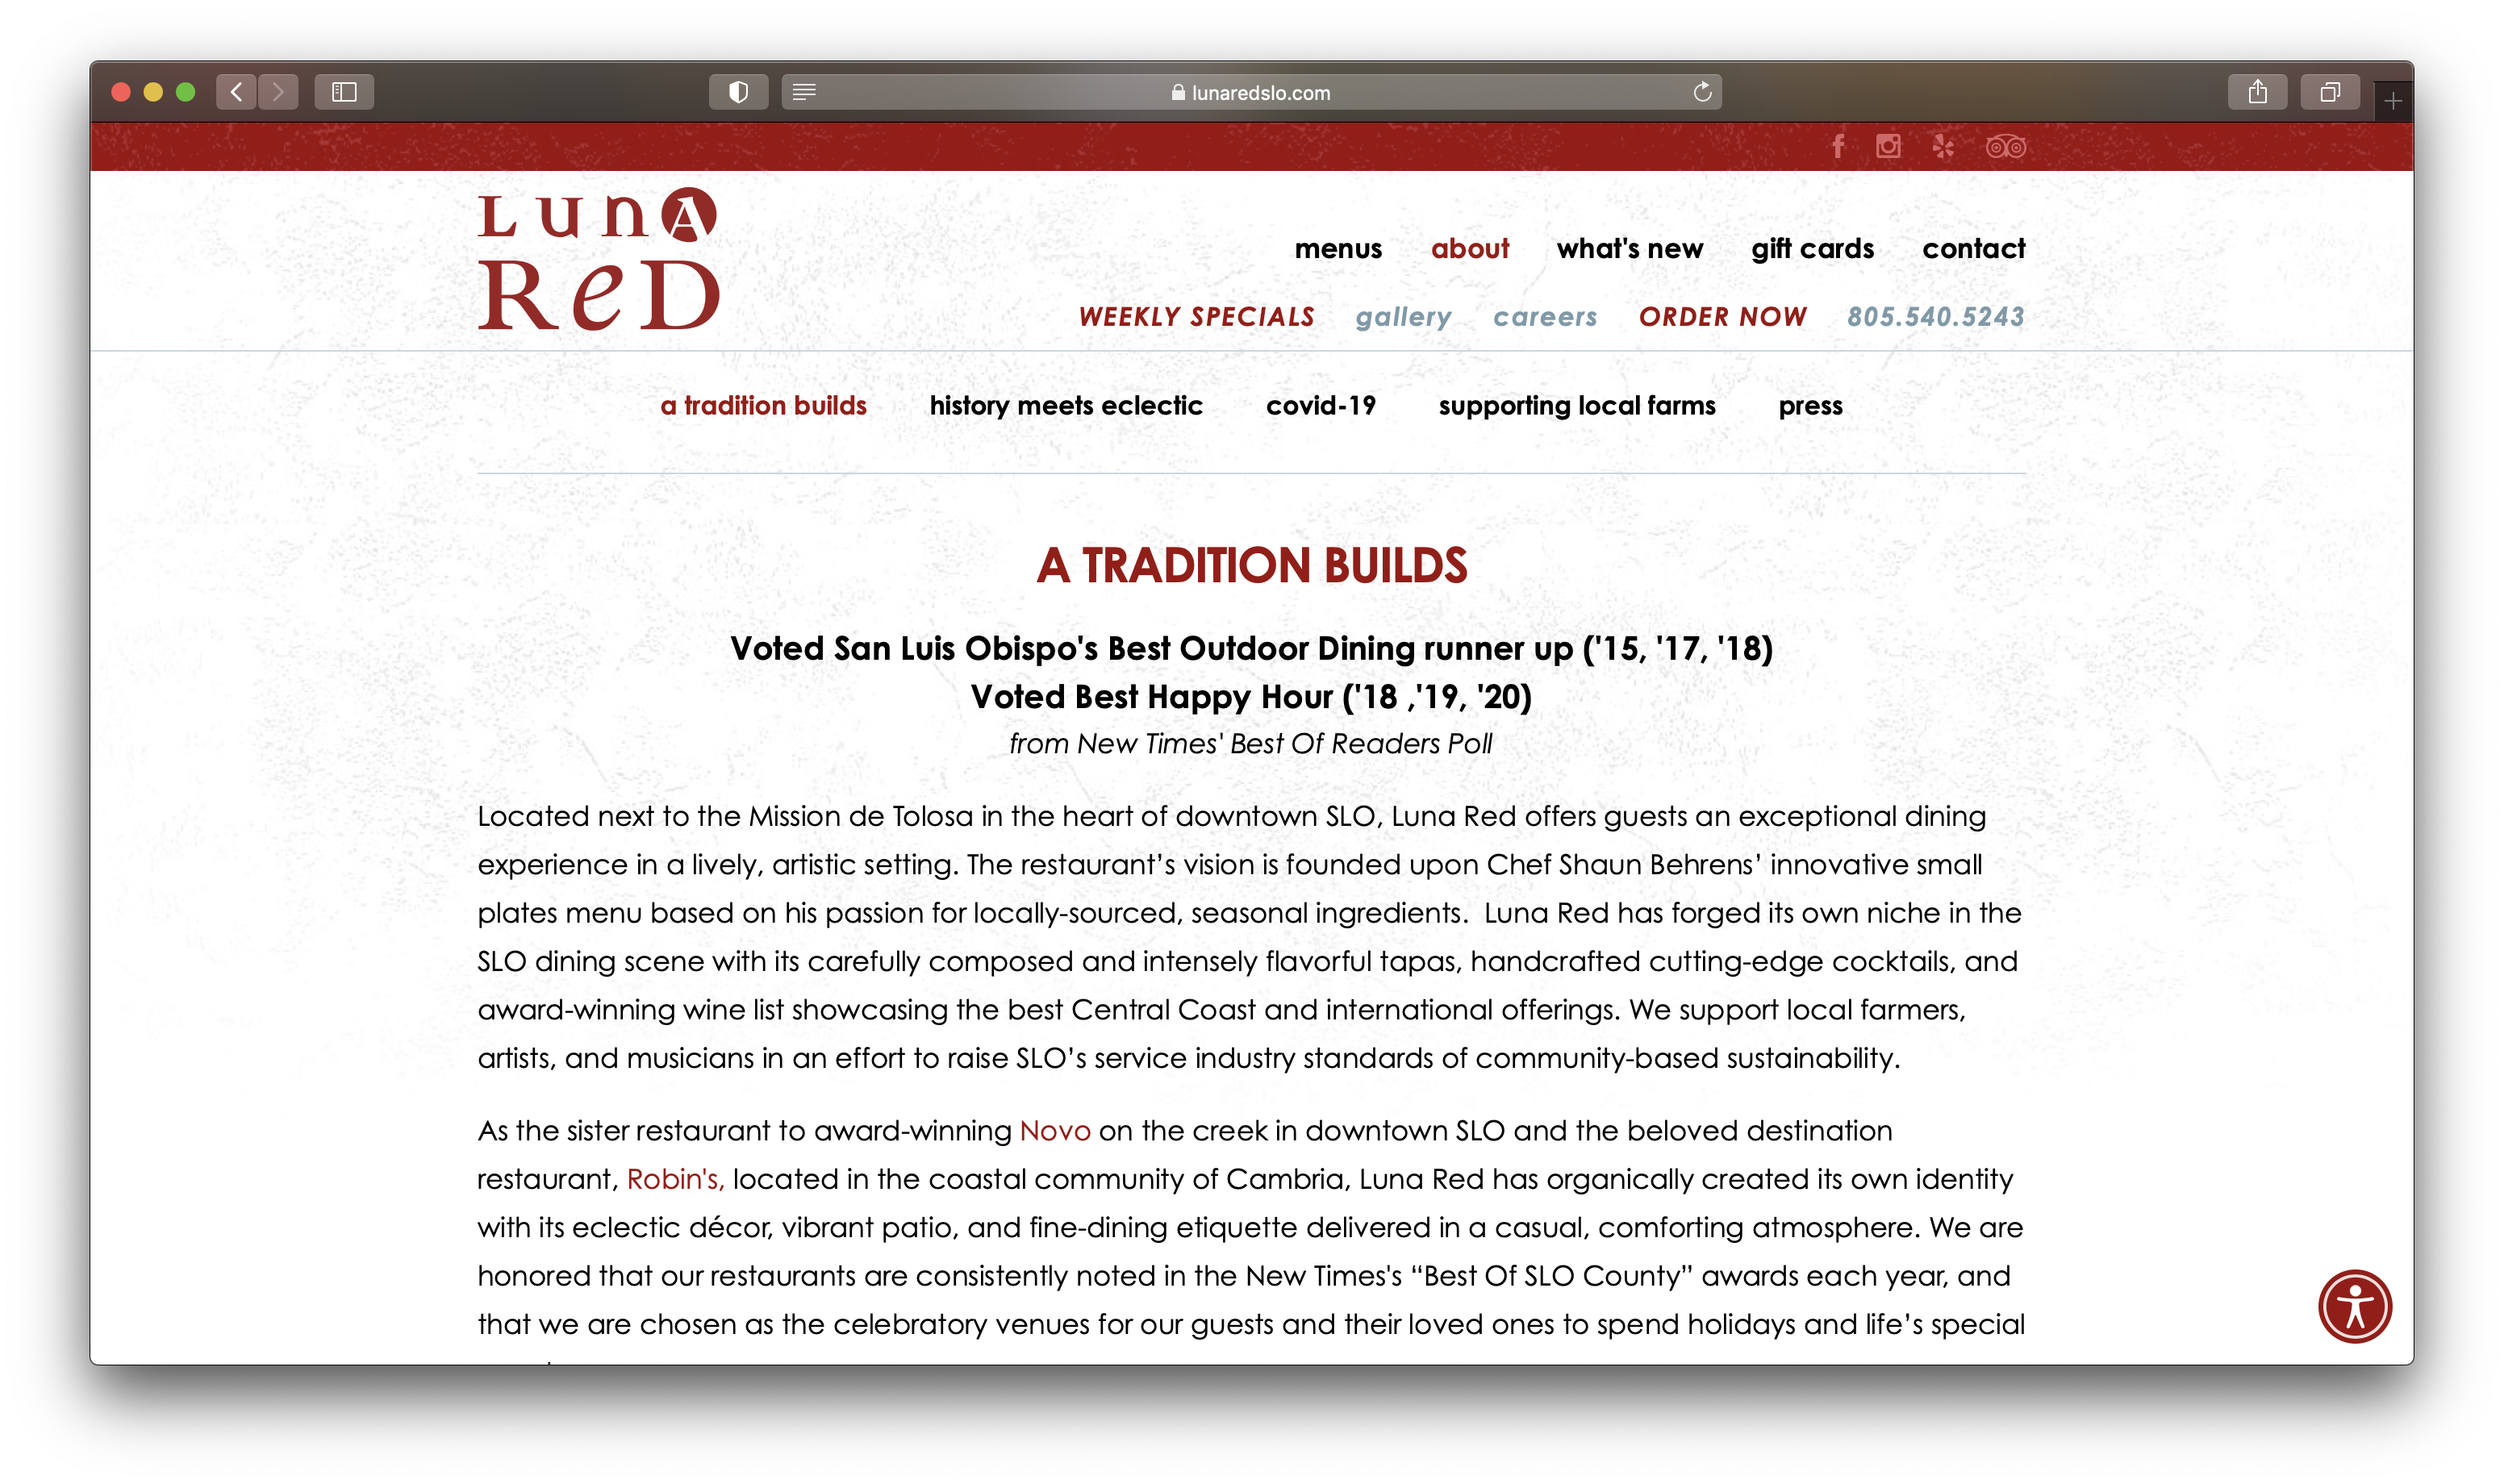 lunaredslo.com
LunA
ReD
menus about what's new gift cards contact
WEEKLY SPECIALS gallery careers ORDER NOW 805.540.5243
a tradition builds history meets eclectic covid-19 supporting local farms press
A TRADITION BUILDS
Voted San Luis Obispo's Best Outdoor Dining runner up ('15, '17, '18)
Voted Best Happy Hour ('18 ,'19, '20)
from New Times' Best Of Readers Poll
Located next to the Mission de Tolosa in the heart of downtown SLO, Luna Red offers guests an exceptional dining
experience in a lively, artistic setting. The restaurant’s vision is founded upon Chef Shaun Behrens’ innovative small
plates menu based on his passion for locally-sourced, seasonal ingredients.  Luna Red has forged its own niche in the
SLO dining scene with its carefully composed and intensely flavorful tapas, handcrafted cutting-edge cocktails, and
award-winning wine list showcasing the best Central Coast and international offerings. We support local farmers,
artists, and musicians in an effort to raise SLO’s service industry standards of community-based sustainability.
As the sister restaurant to award-winning Novo on the creek in downtown SLO and the beloved destination
restaurant, Robin's, located in the coastal community of Cambria, Luna Red has organically created its own identity
with its eclectic décor, vibrant patio, and fine-dining etiquette delivered in a casual, comforting atmosphere. We are
honored that our restaurants are consistently noted in the New Times's “Best Of SLO County” awards each year, and
that we are chosen as the celebratory venues for our guests and their loved ones to spend holidays and life’s special